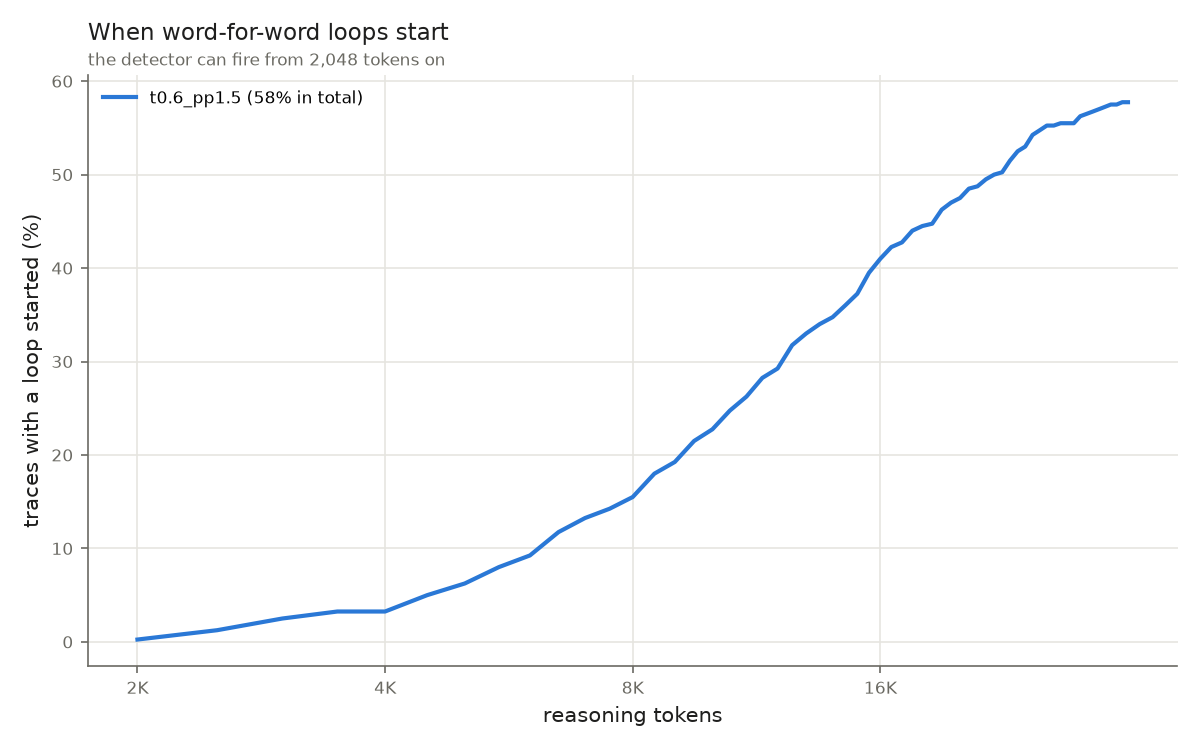 When word-for-word loops start
the detector can fire from 2,048 tokens on
t0.6_pp1.5 (58% in total)
traces with a loop started (%)
60
50
40
30
20
10
0
2K
4K
8K
16K
reasoning tokens